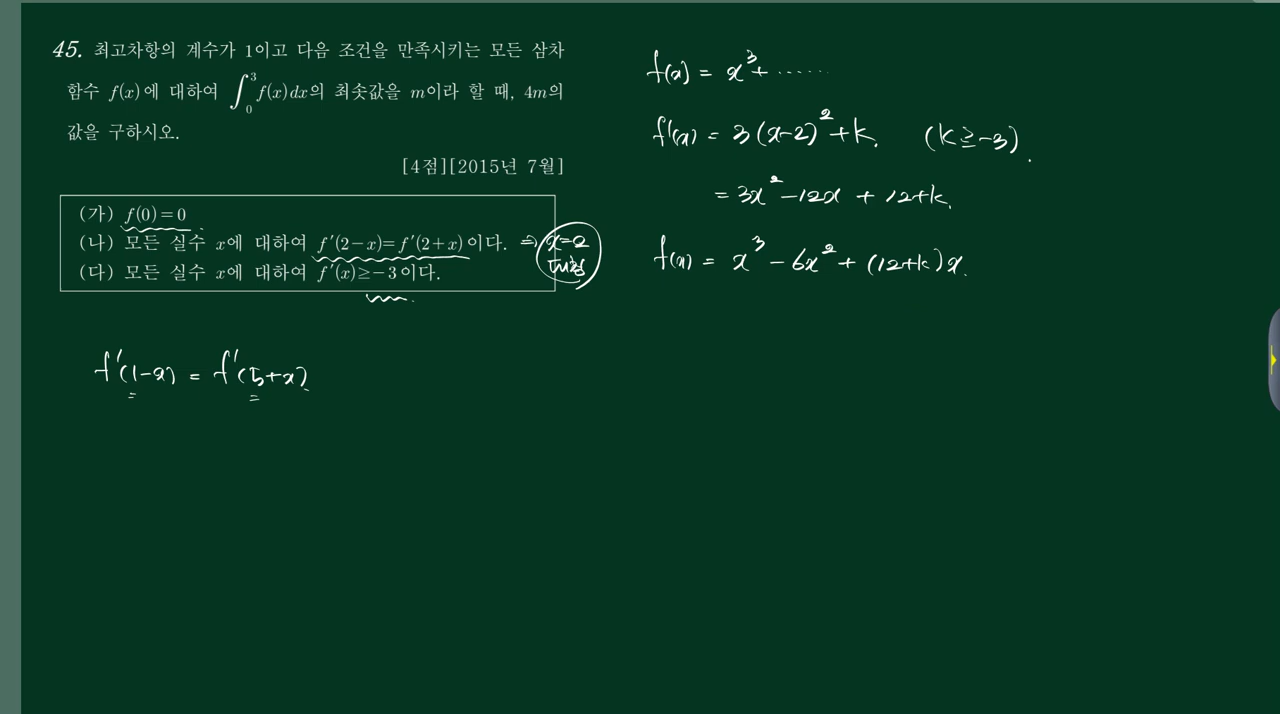 45. 최고차항의 계수가 1이고 다음 조건을 만족시키는 모든 삼차
함수 f(x)에 대하여 ∫₀³ f(x)dx의 최솟값을 m이라 할 때, 4m의
값을 구하시오.
[4점][2015년 7월]
(가) f(0)=0
(나) 모든 실수 x에 대하여 f′(2−x)=f′(2+x)이다. ⇒ x=2 대칭
(다) 모든 실수 x에 대하여 f′(x)≥−3이다.
f'(1-x) = f'(5+x)
f(x) = x³+ ······
f'(x) = 3(x-2)²+k. (k≥-3).
= 3x²-12x + 12+k.
f(x) = x³ - 6x² + (12+k)x.